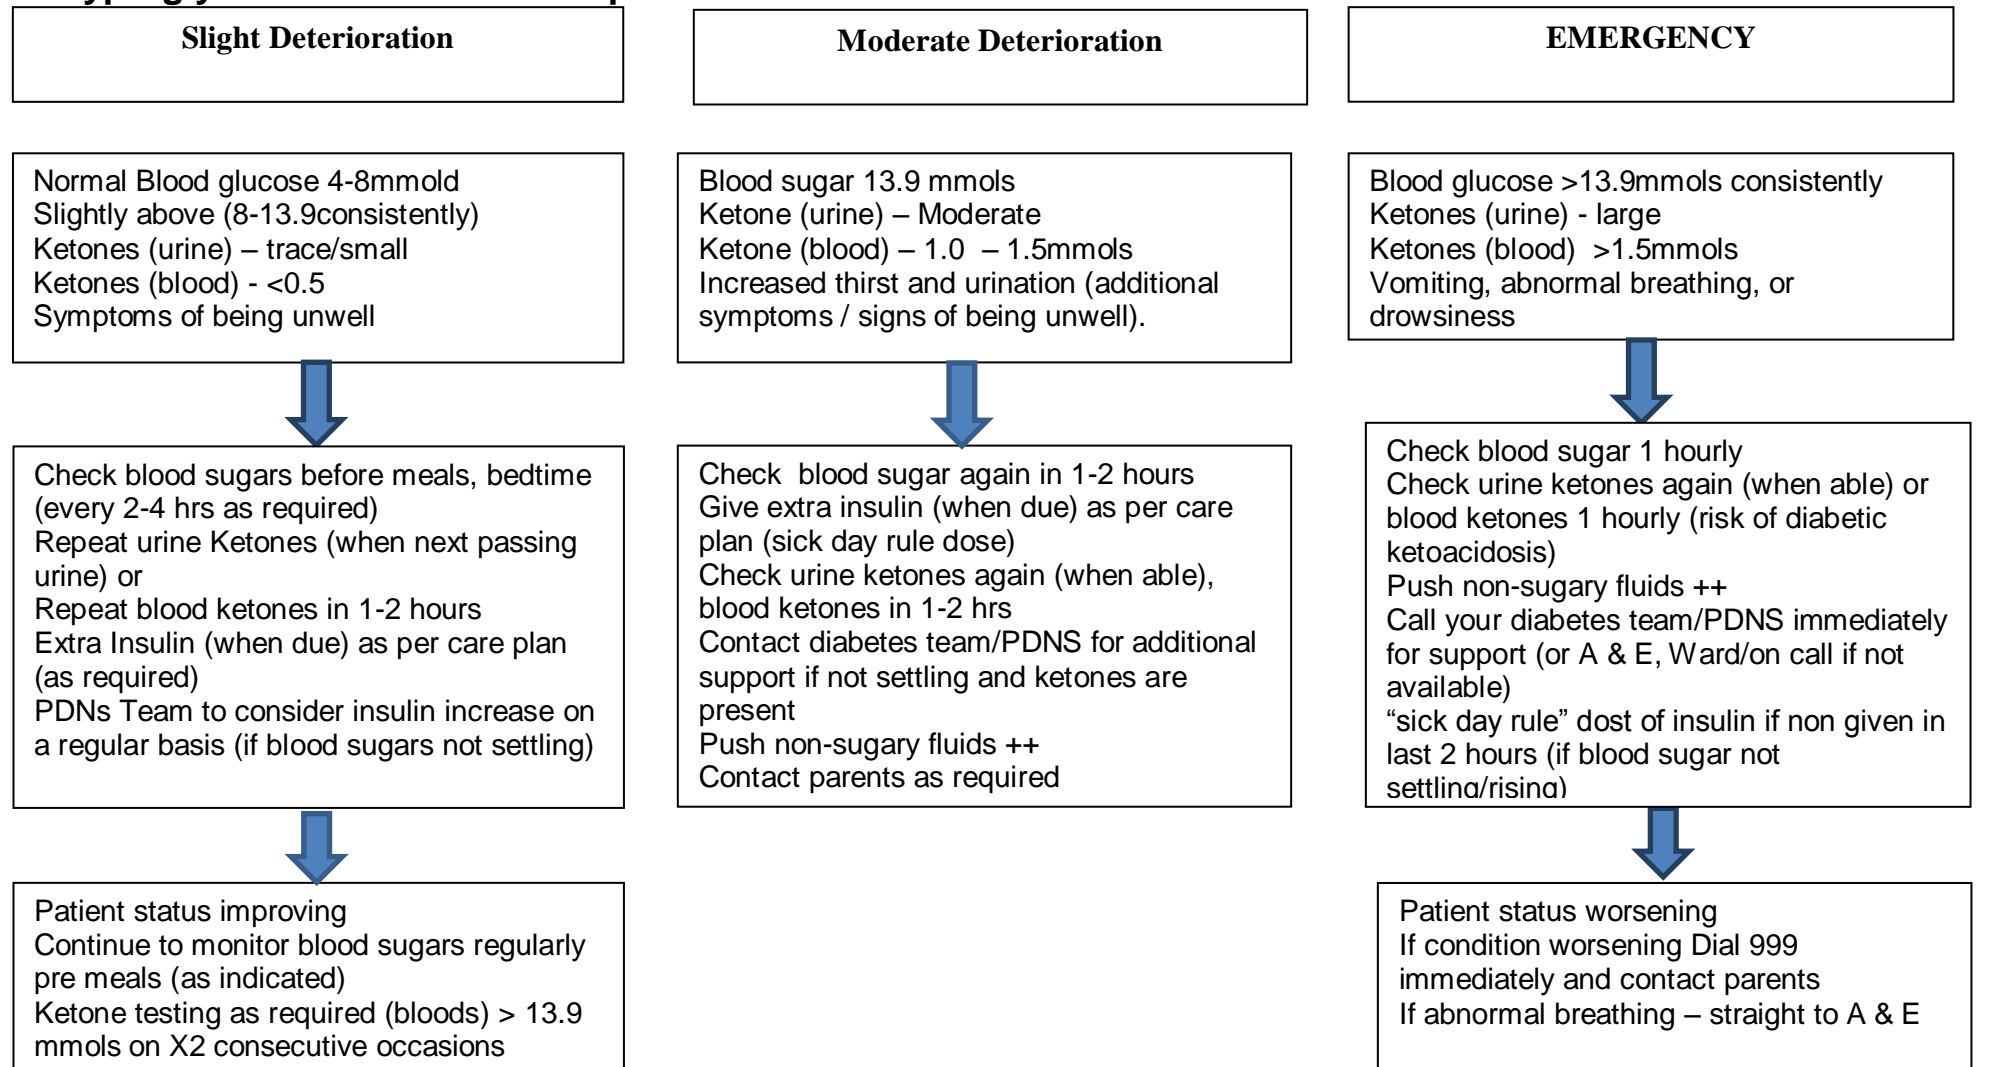 Slight Deterioration
Normal Blood glucose 4-8mmold
Slightly above (8-13.9consistently)
Ketones (urine) – trace/small
Ketones (blood) - <0.5
Symptoms of being unwell
Check blood sugars before meals, bedtime
(every 2-4 hrs as required)
Repeat urine Ketones (when next passing
urine) or
Repeat blood ketones in 1-2 hours
Extra Insulin (when due) as per care plan
(as required)
PDNs Team to consider insulin increase on
a regular basis (if blood sugars not settling)
Patient status improving
Continue to monitor blood sugars regularly
pre meals (as indicated)
Ketone testing as required (bloods) > 13.9
mmols on X2 consecutive occasions
Moderate Deterioration
Blood sugar 13.9 mmols
Ketone (urine) – Moderate
Ketone (blood) – 1.0 – 1.5mmols
Increased thirst and urination (additional
symptoms / signs of being unwell).
Check blood sugar again in 1-2 hours
Give extra insulin (when due) as per care
plan (sick day rule dose)
Check urine ketones again (when able),
blood ketones in 1-2 hrs
Contact diabetes team/PDNS for additional
support if not settling and ketones are
present
Push non-sugary fluids ++
Contact parents as required
EMERGENCY
Blood glucose >13.9mmols consistently
Ketones (urine) - large
Ketones (blood) >1.5mmols
Vomiting, abnormal breathing, or
drowsiness
Check blood sugar 1 hourly
Check urine ketones again (when able) or
blood ketones 1 hourly (risk of diabetic
ketoacidosis)
Push non-sugary fluids ++
Call your diabetes team/PDNS immediately
for support (or A & E, Ward/on call if not
available)
“sick day rule” dost of insulin if non given in
last 2 hours (if blood sugar not
settling/rising)
Patient status worsening
If condition worsening Dial 999
immediately and contact parents
If abnormal breathing – straight to A & E